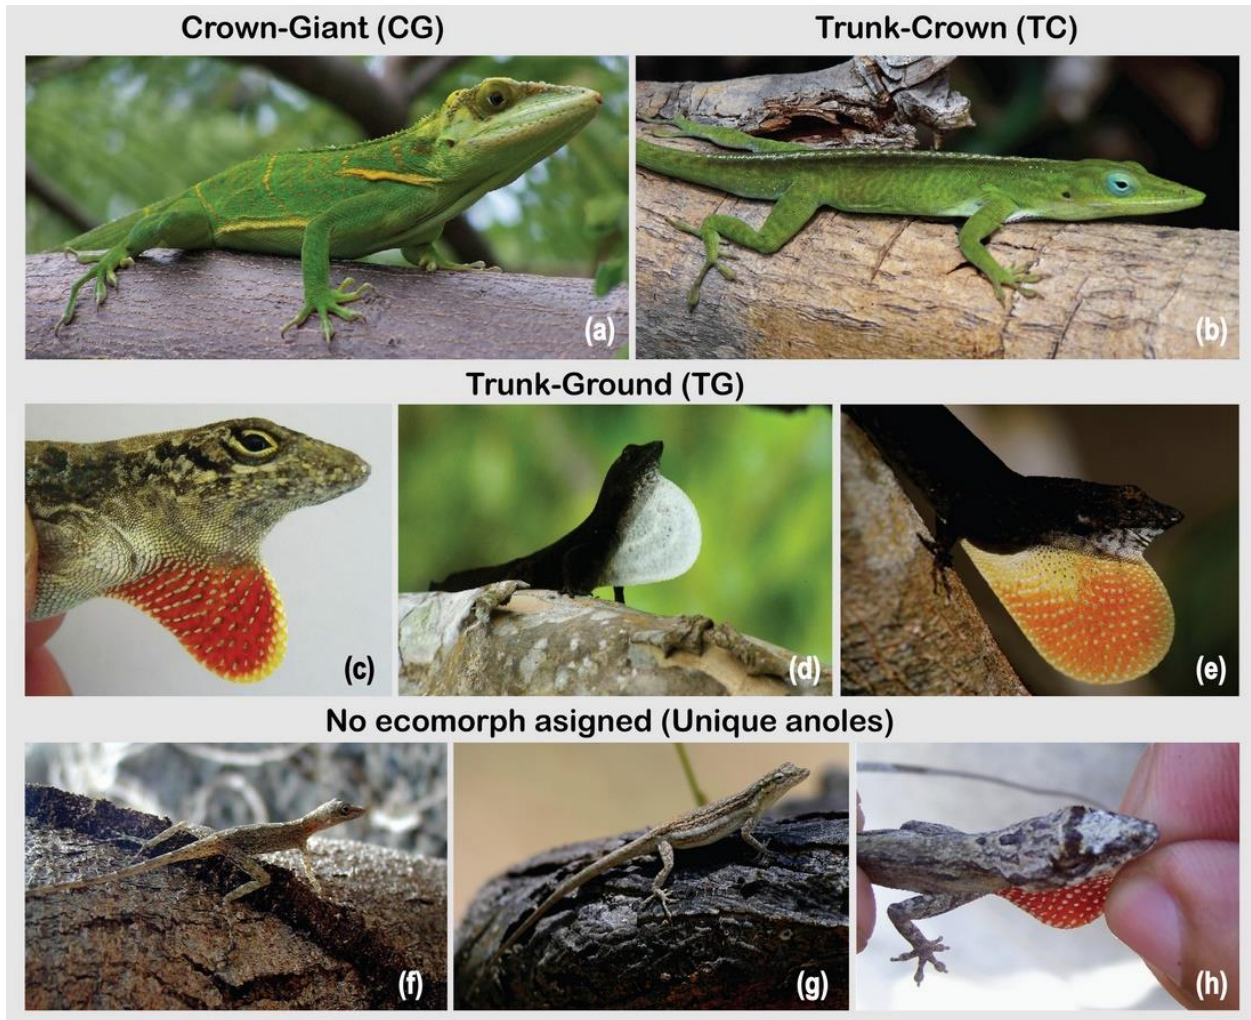 Crown-Giant (CG)
Trunk-Crown (TC)
(a)
(b)
Trunk-Ground (TG)
(c)
(d)
(e)
No ecomorph asigned (Unique anoles)
(f)
(g)
(h)